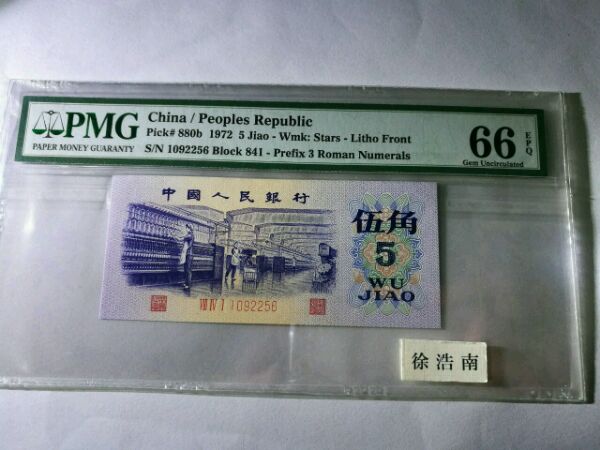 PMG
PAPER MONEY GUARANTY
China / Peoples Republic
Pick# 880b 1972 5 Jiao - Wmk: Stars - Litho Front
S/N 1092256 Block 841 - Prefix 3 Roman Numerals
66 EPQ
Gem Uncirculated
中國人民銀行
伍角
5
WU
JIAO
VIII IV I 1092256
徐浩南